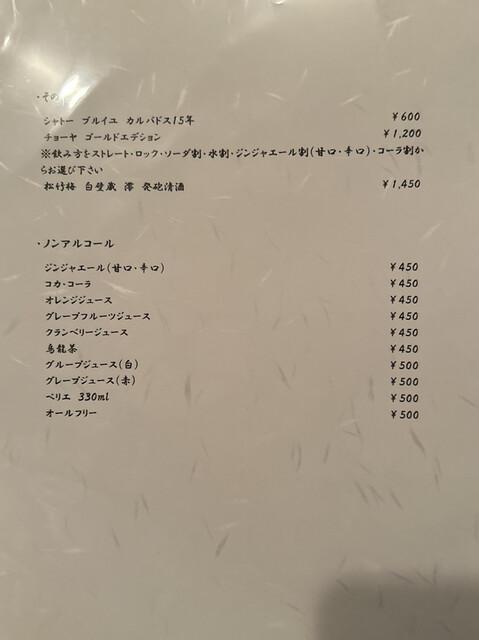 ・その
シャトー ブルイユ カルバドス15年 ¥600
チョーヤ ゴールドエデション ¥1,200
※飲み方をストレート・ロック・ソーダ割・水割・ジンジャエール割(甘口・辛口)・コーラ割か
らお選び下さい
松竹梅 白壁蔵 澪 発砲清酒 ¥1,450
・ノンアルコール
ジンジャエール(甘口・辛口) ¥450
コカ・コーラ ¥450
オレンジジュース ¥450
グレープフルーツジュース ¥450
クランベリージュース ¥450
烏龍茶 ¥450
グループジュース(白) ¥500
グレープジュース(赤) ¥500
ペリエ 330ml ¥500
オールフリー ¥500